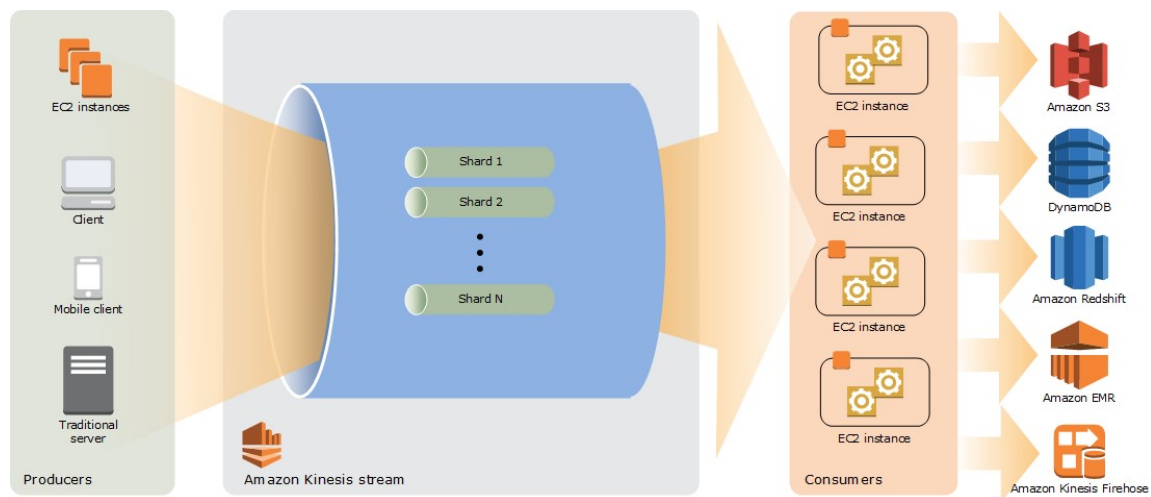 EC2 instances
Client
Mobile client
Traditional
server
Producers
Shard 1
Shard 2
Shard N
Amazon Kinesis stream
EC2 instance
EC2 instance
EC2 instance
EC2 instance
Consumers
Amazon S3
DynamoDB
Amazon Redshift
Amazon EMR
Amazon Kinesis Firehose